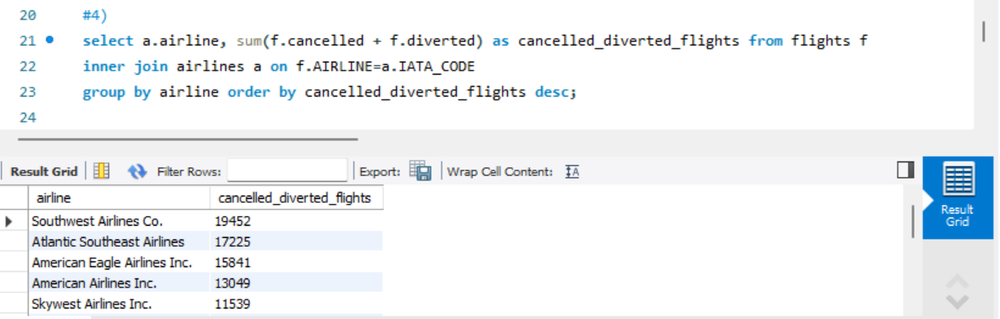 20 #4)
21 select a.airline, sum(f.cancelled + f.diverted) as cancelled_diverted_flights from flights f
22 inner join airlines a on f.AIRLINE=a.IATA_CODE
23 group by airline order by cancelled_diverted_flights desc;
24
Result Grid Filter Rows: Export: Wrap Cell Content: IA
airline cancelled_diverted_flights
Southwest Airlines Co. 19452
Atlantic Southeast Airlines 17225
American Eagle Airlines Inc. 15841
American Airlines Inc. 13049
Skywest Airlines Inc. 11539
Result
Grid